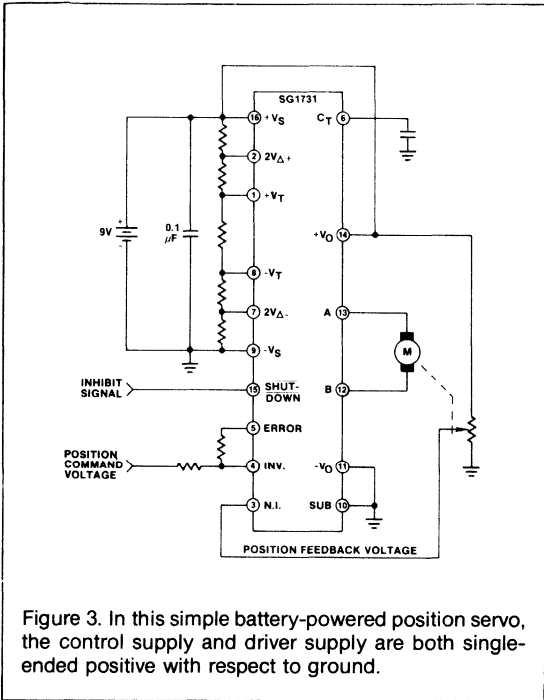 SG1731
16 +VS
CT 6
2 2VΔ+
1 +VT
9V
+
-
0.1
μF
+VO 14
8 -VT
7 2VΔ-
A 13
M
9 -VS
INHIBIT
SIGNAL
15 SHUT-
DOWN
B 12
5 ERROR
POSITION
COMMAND
VOLTAGE
4 INV.
-VO 11
3 N.I.
SUB 10
POSITION FEEDBACK VOLTAGE
Figure 3. In this simple battery-powered position servo,
the control supply and driver supply are both single-
ended positive with respect to ground.